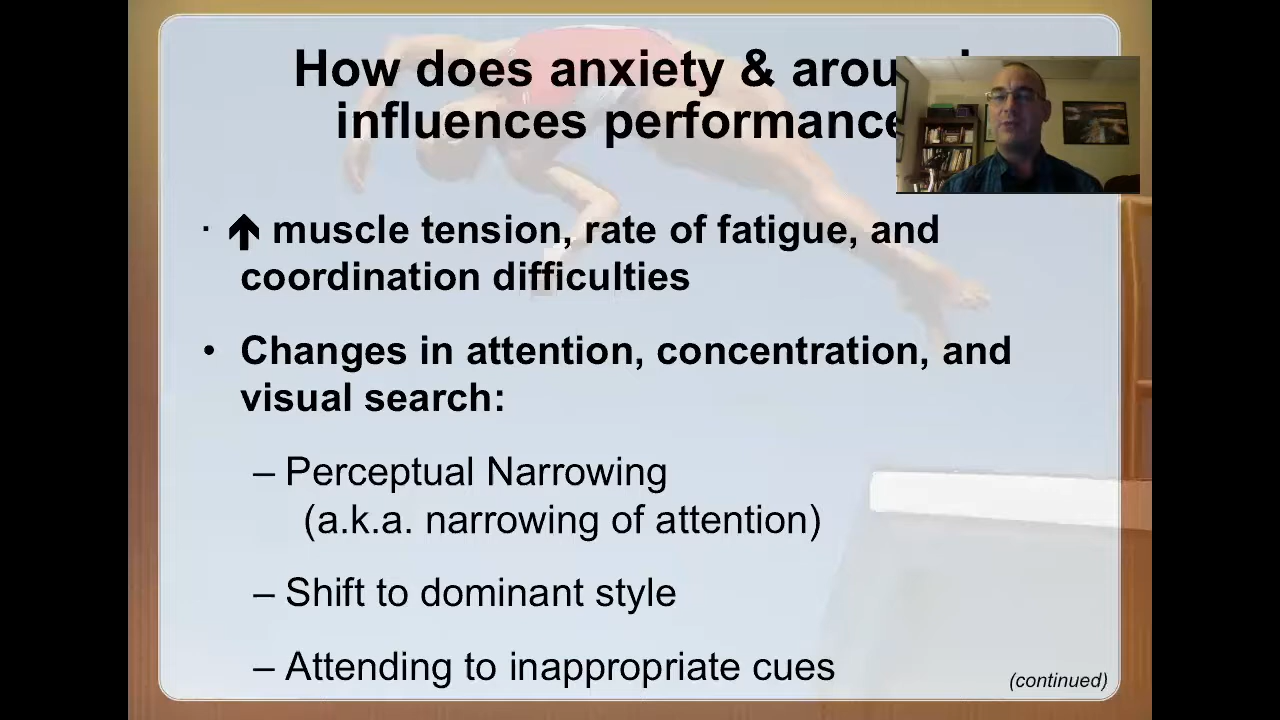 How does anxiety &
influences performance
· ↑ muscle tension, rate of fatigue, and
coordination difficulties
• Changes in attention, concentration, and
visual search:
– Perceptual Narrowing
(a.k.a. narrowing of attention)
– Shift to dominant style
– Attending to inappropriate cues
(continued)